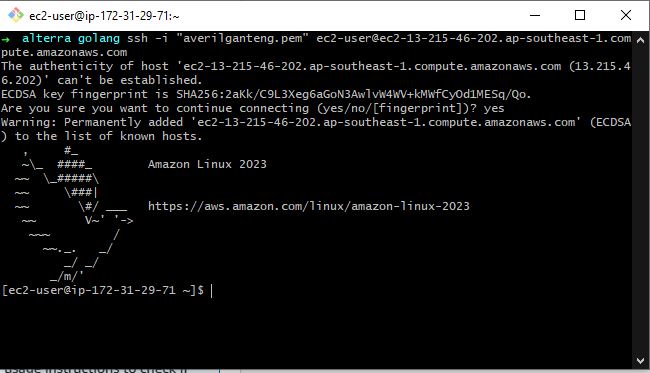 ec2-user@ip-172-31-29-71:~
➜  alterra golang ssh -i "averilganteng.pem" ec2-user@ec2-13-215-46-202.ap-southeast-1.com
pute.amazonaws.com
The authenticity of host 'ec2-13-215-46-202.ap-southeast-1.compute.amazonaws.com (13.215.4
6.202)' can't be established.
ECDSA key fingerprint is SHA256:2aKk/C9L3Xeg6aGoN3AwlvW4WV+kMWfCyOd1MESq/Qo.
Are you sure you want to continue connecting (yes/no/[fingerprint])? yes
Warning: Permanently added 'ec2-13-215-46-202.ap-southeast-1.compute.amazonaws.com' (ECDSA
) to the list of known hosts.
   ,     #_
   ~\_  ####_        Amazon Linux 2023
  ~~  \_#####\
  ~~     \###|
  ~~       \#/ ___   https://aws.amazon.com/linux/amazon-linux-2023
   ~~       V~' '->
    ~~~         /
      ~~._.   _/
         _/ _/
       _/m/'
[ec2-user@ip-172-31-29-71 ~]$
usage instructions to check if